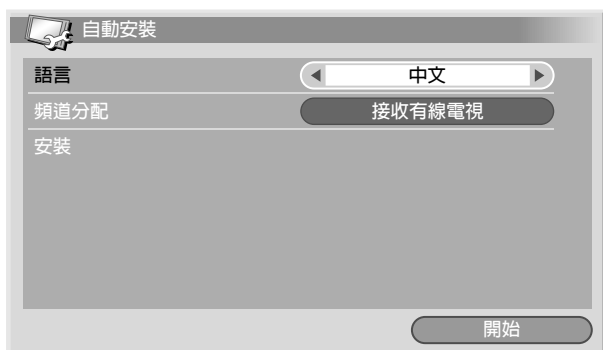 自動安裝
語言 中文
頻道分配 接收有線電視
安裝
開始